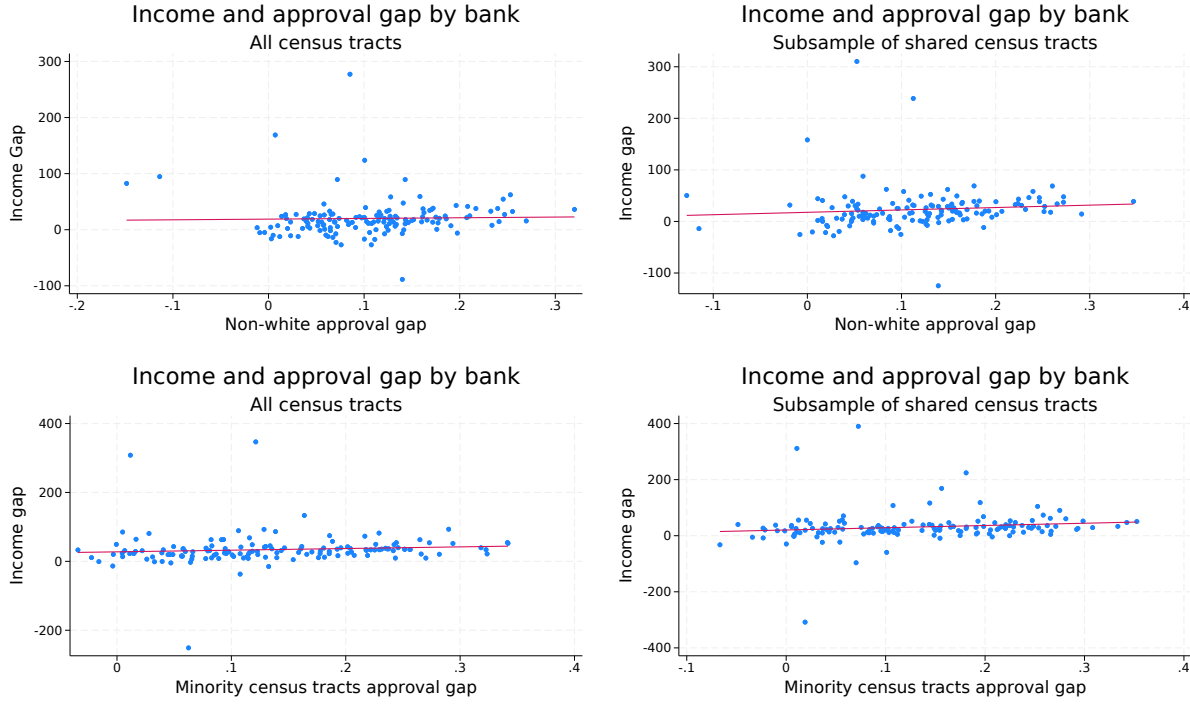 Income and approval gap by bank
All census tracts
Income Gap
300
200
100
0
-100
-.2
-.1
0
.1
.2
.3
Non-white approval gap
Income and approval gap by bank
Subsample of shared census tracts
Income gap
300
200
100
0
-100
-.1
0
.1
.2
.3
.4
Non-white approval gap
Income and approval gap by bank
All census tracts
Income gap
400
200
0
-200
0
.1
.2
.3
.4
Minority census tracts approval gap
Income and approval gap by bank
Subsample of shared census tracts
Income gap
400
200
0
-200
-400
-.1
0
.1
.2
.3
.4
Minority census tracts approval gap